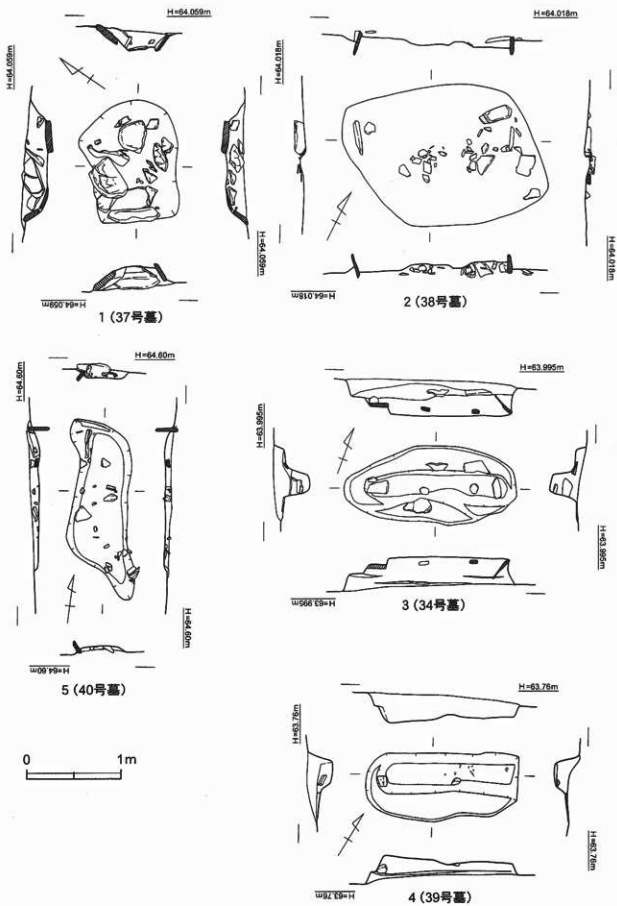 H=64.059m
H=64.059m
H=64.059m
H=64.059m
1 (37号墓)
H=64.018m
H=64.018m
H=64.018m
H=64.018m
2 (38号墓)
H=64.60m
H=64.60m
H=64.60m
H=64.60m
5 (40号墓)
H=63.995m
H=63.995m
H=63.995m
H=63.995m
3 (34号墓)
H=63.76m
H=63.76m
H=63.76m
H=63.76m
4 (39号墓)
0 1m